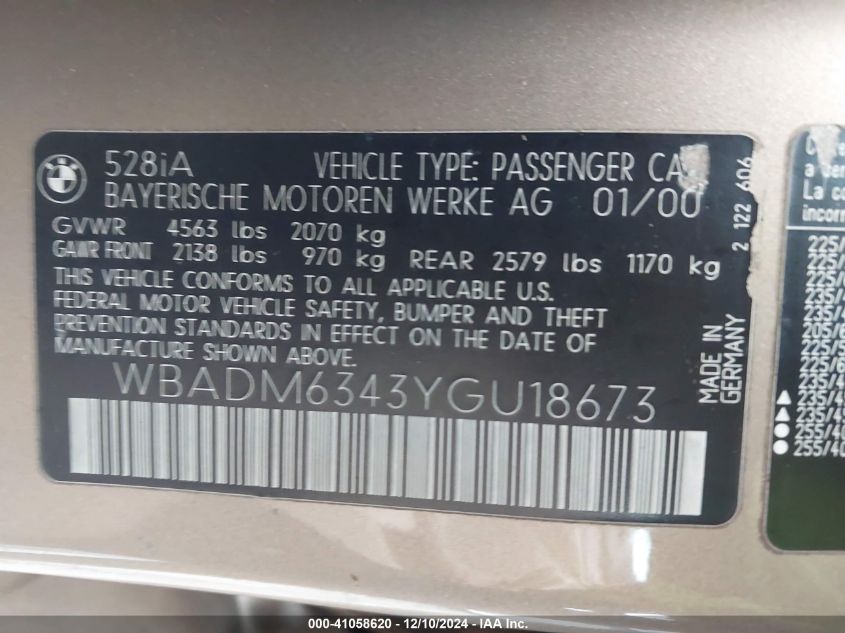 BMW
528iA VEHICLE TYPE: PASSENGER
BAYERISCHE MOTOREN WERKE AG 01/00
GVWR 4563 lbs 2070 kg
GAWR FRONT 2138 lbs 970 kg REAR 2579 lbs 1170 kg
THIS VEHICLE CONFORMS TO ALL APPLICABLE U.S.
FEDERAL MOTOR VEHICLE SAFETY, BUMPER AND THEFT
PREVENTION STANDARDS IN EFFECT ON THE DATE OF
MANUFACTURE SHOWN ABOVE.
WBADM6343YGU18673
MADE IN
GERMANY
2 122 606
La
000-41058620 - 12/10/2024 - IAA Inc.